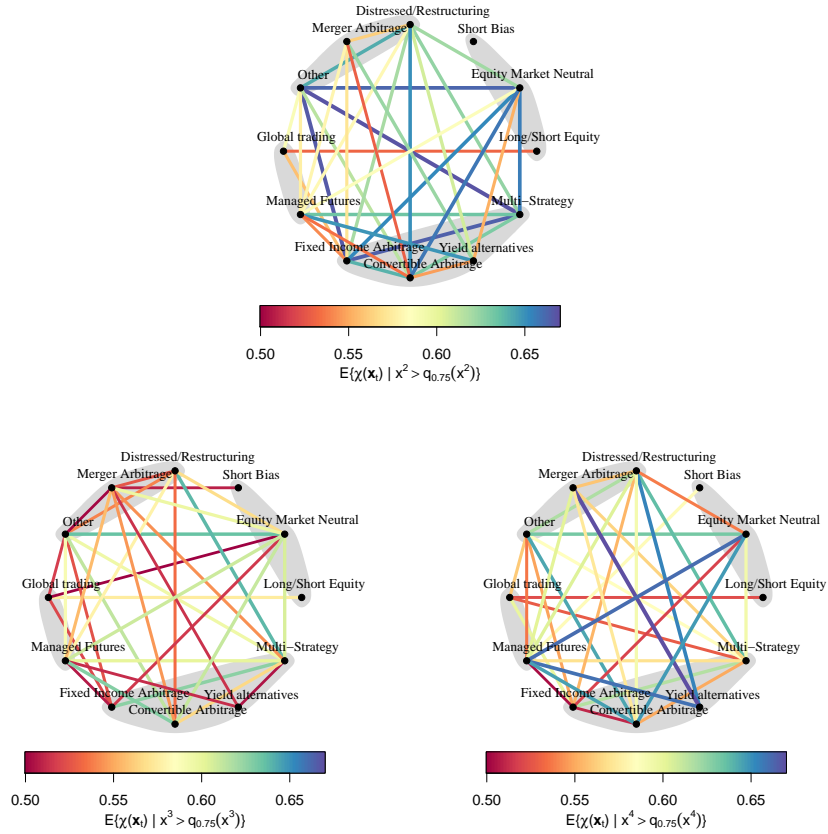 Distressed/Restructuring
Merger Arbitrage
Short Bias
Other
Equity Market Neutral
Global trading
Long/Short Equity
Managed Futures
Multi−Strategy
Fixed Income Arbitrage
Yield alternatives
Convertible Arbitrage
0.50 0.55 0.60 0.65
E{χ(𝐱ₜ) | x² > q₀.₇₅(x²)}
Distressed/Restructuring
Merger Arbitrage
Short Bias
Other
Equity Market Neutral
Global trading
Long/Short Equity
Managed Futures
Multi−Strategy
Fixed Income Arbitrage
Yield alternatives
Convertible Arbitrage
0.50 0.55 0.60 0.65
E{χ(𝐱ₜ) | x³ > q₀.₇₅(x³)}
Distressed/Restructuring
Merger Arbitrage
Short Bias
Other
Equity Market Neutral
Global trading
Long/Short Equity
Managed Futures
Multi−Strategy
Fixed Income Arbitrage
Yield alternatives
Convertible Arbitrage
0.50 0.55 0.60 0.65
E{χ(𝐱ₜ) | x⁴ > q₀.₇₅(x⁴)}